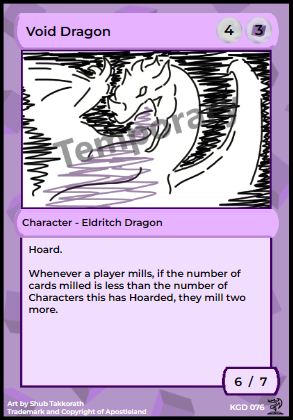 Void Dragon
4 3
Temporary
Character - Eldritch Dragon
Hoard.
Whenever a player mills, if the number of
cards milled is less than the number of
Characters this has Hoarded, they mill two
more.
6 / 7
Art by Shub Takkorath
Trademark and Copyright of Apostleland
KGD 076